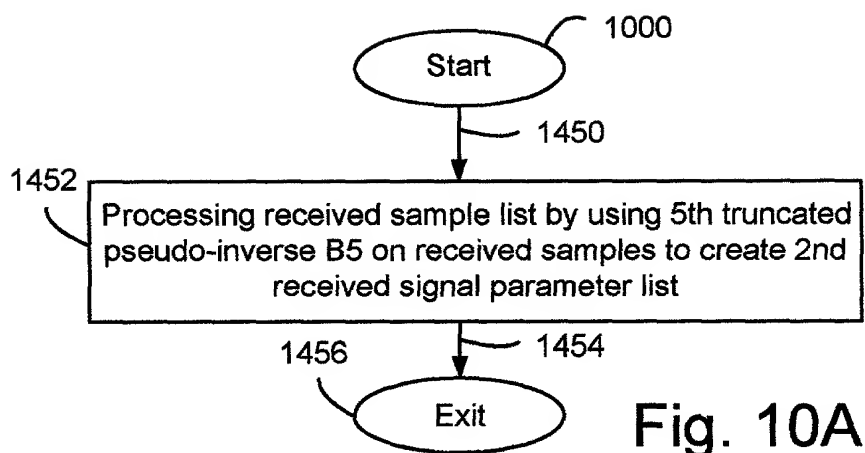 1000
Start
1450
1452
Processing received sample list by using 5th truncated
pseudo-inverse B5 on received samples to create 2nd
received signal parameter list
1454
1456
Exit
Fig. 10A